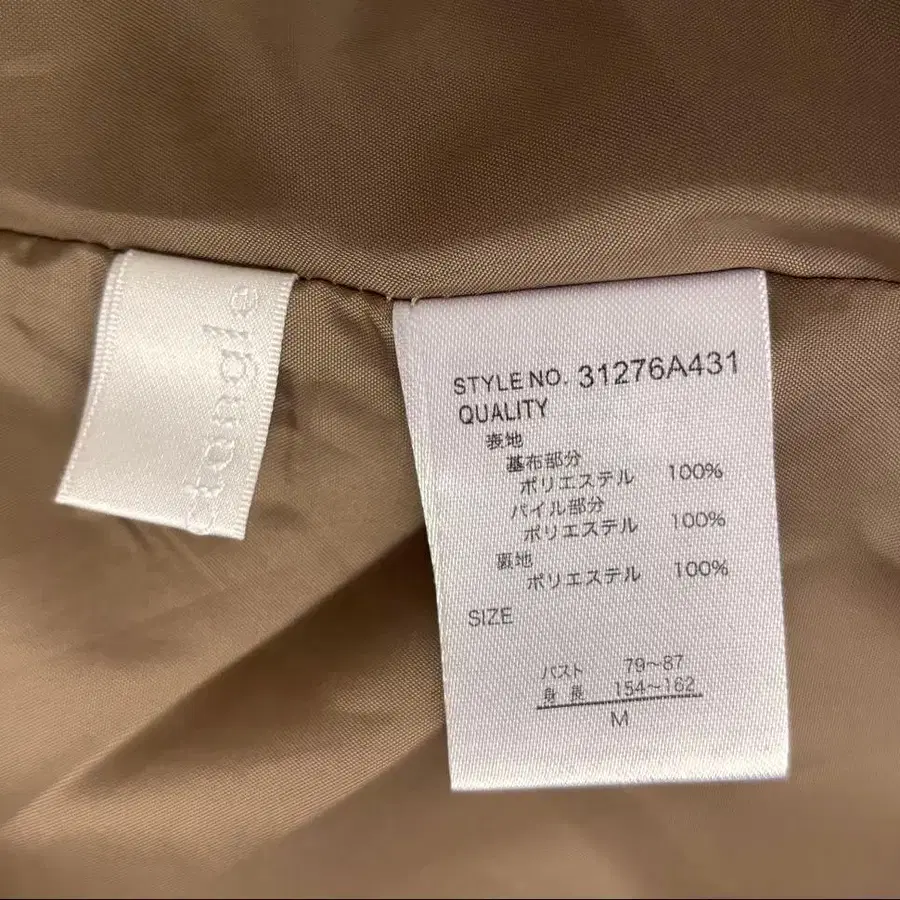 STYLE NO. 31276A431
QUALITY
表地
基布部分
ポリエステル 100%
パイル部分
ポリエステル 100%
裏地
ポリエステル 100%
SIZE
バスト 79～87
身長 154～162
M